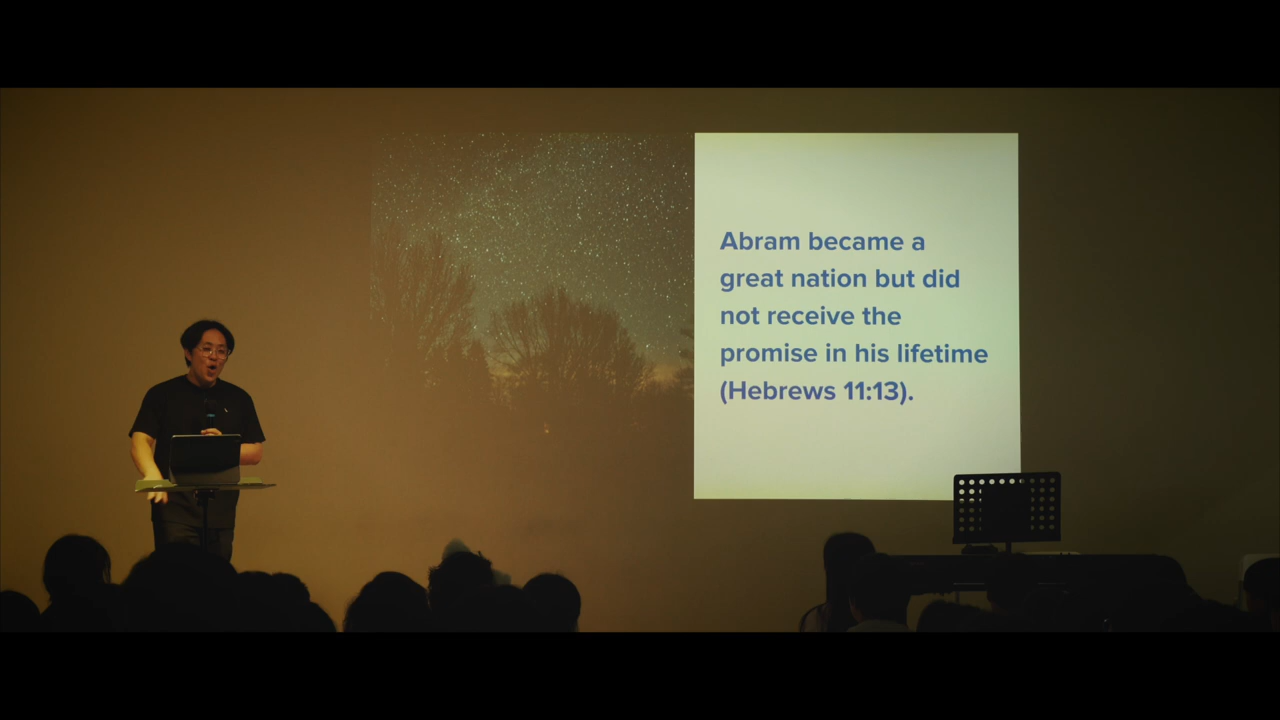 Abram became a
great nation but did
not receive the
promise in his lifetime
(Hebrews 11:13).